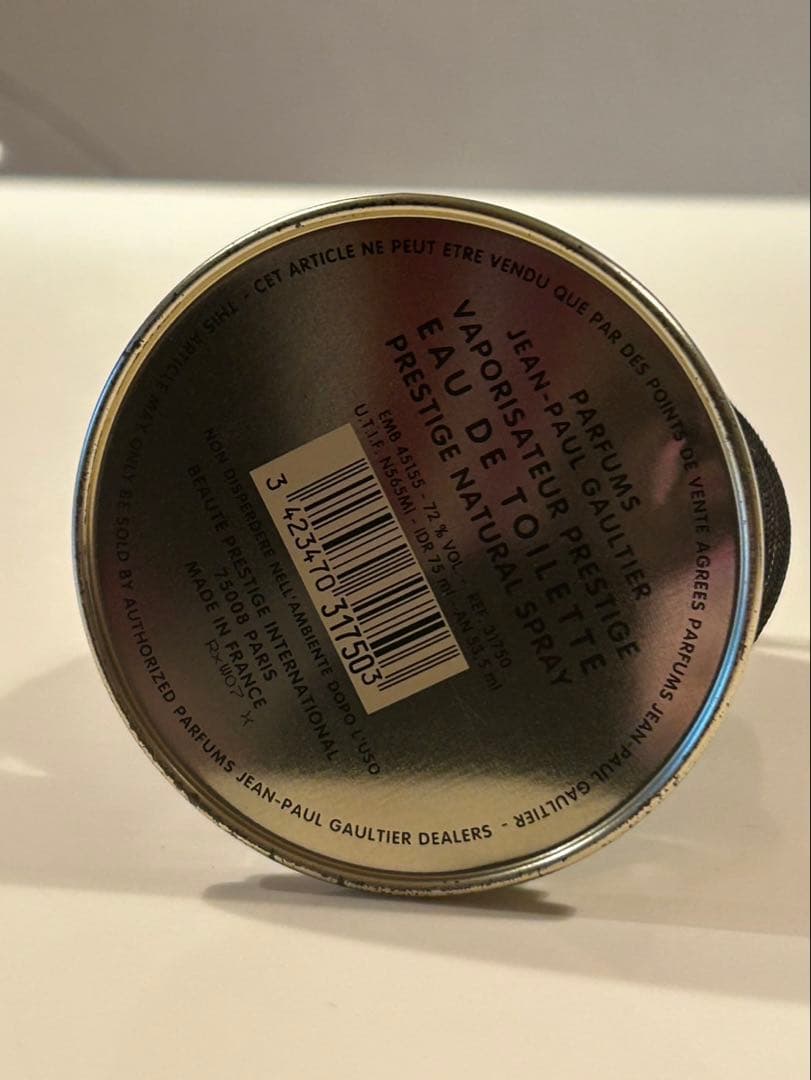 THIS ARTICLE MAY ONLY BE SOLD BY AUTHORIZED PARFUMS JEAN-PAUL GAULTIER DEALERS -
CET ARTICLE NE PEUT ETRE VENDU QUE PAR DES POINTS DE VENTE AGREES PARFUMS JEAN-PAUL GAULTIER -
PARFUMS
JEAN-PAUL GAULTIER
VAPORISATEUR PRESTIGE
EAU DE TOILETTE
PRESTIGE NATURAL SPRAY
EMB 45155 - 72 % VOL - REF. 31750
U.T.I.F. N565MI - IDR 75 ml - AN 53,5 ml
3 423470 317503
NON DISPERDERE NELL'AMBIENTE DOPO L'USO
BEAUTÉ PRESTIGE INTERNATIONAL
75008 PARIS
MADE IN FRANCE